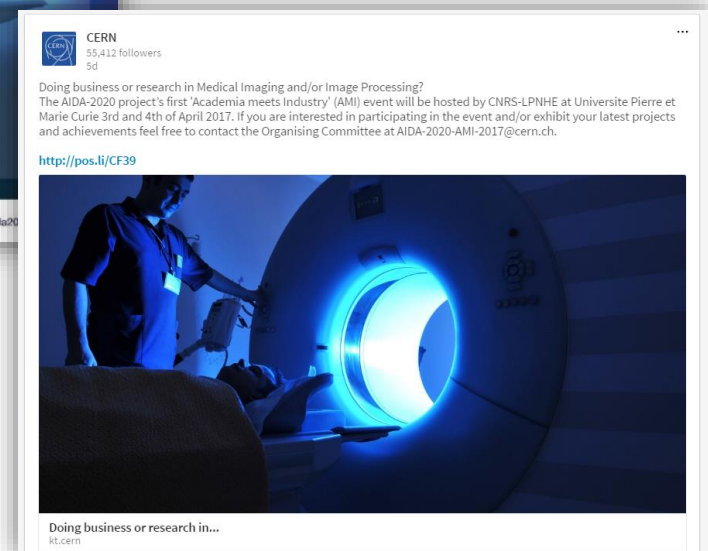 CERN
55,412 followers
5d
...
Doing business or research in Medical Imaging and/or Image Processing?
The AIDA-2020 project's first 'Academia meets Industry' (AMI) event will be hosted by CNRS-LPNHE at Universite Pierre et
Marie Curie 3rd and 4th of April 2017. If you are interested in participating in the event and/or exhibit your latest projects
and achievements feel free to contact the Organising Committee at AIDA-2020-AMI-2017@cern.ch.
http://pos.li/CF39
Doing business or research in...
kt.cern